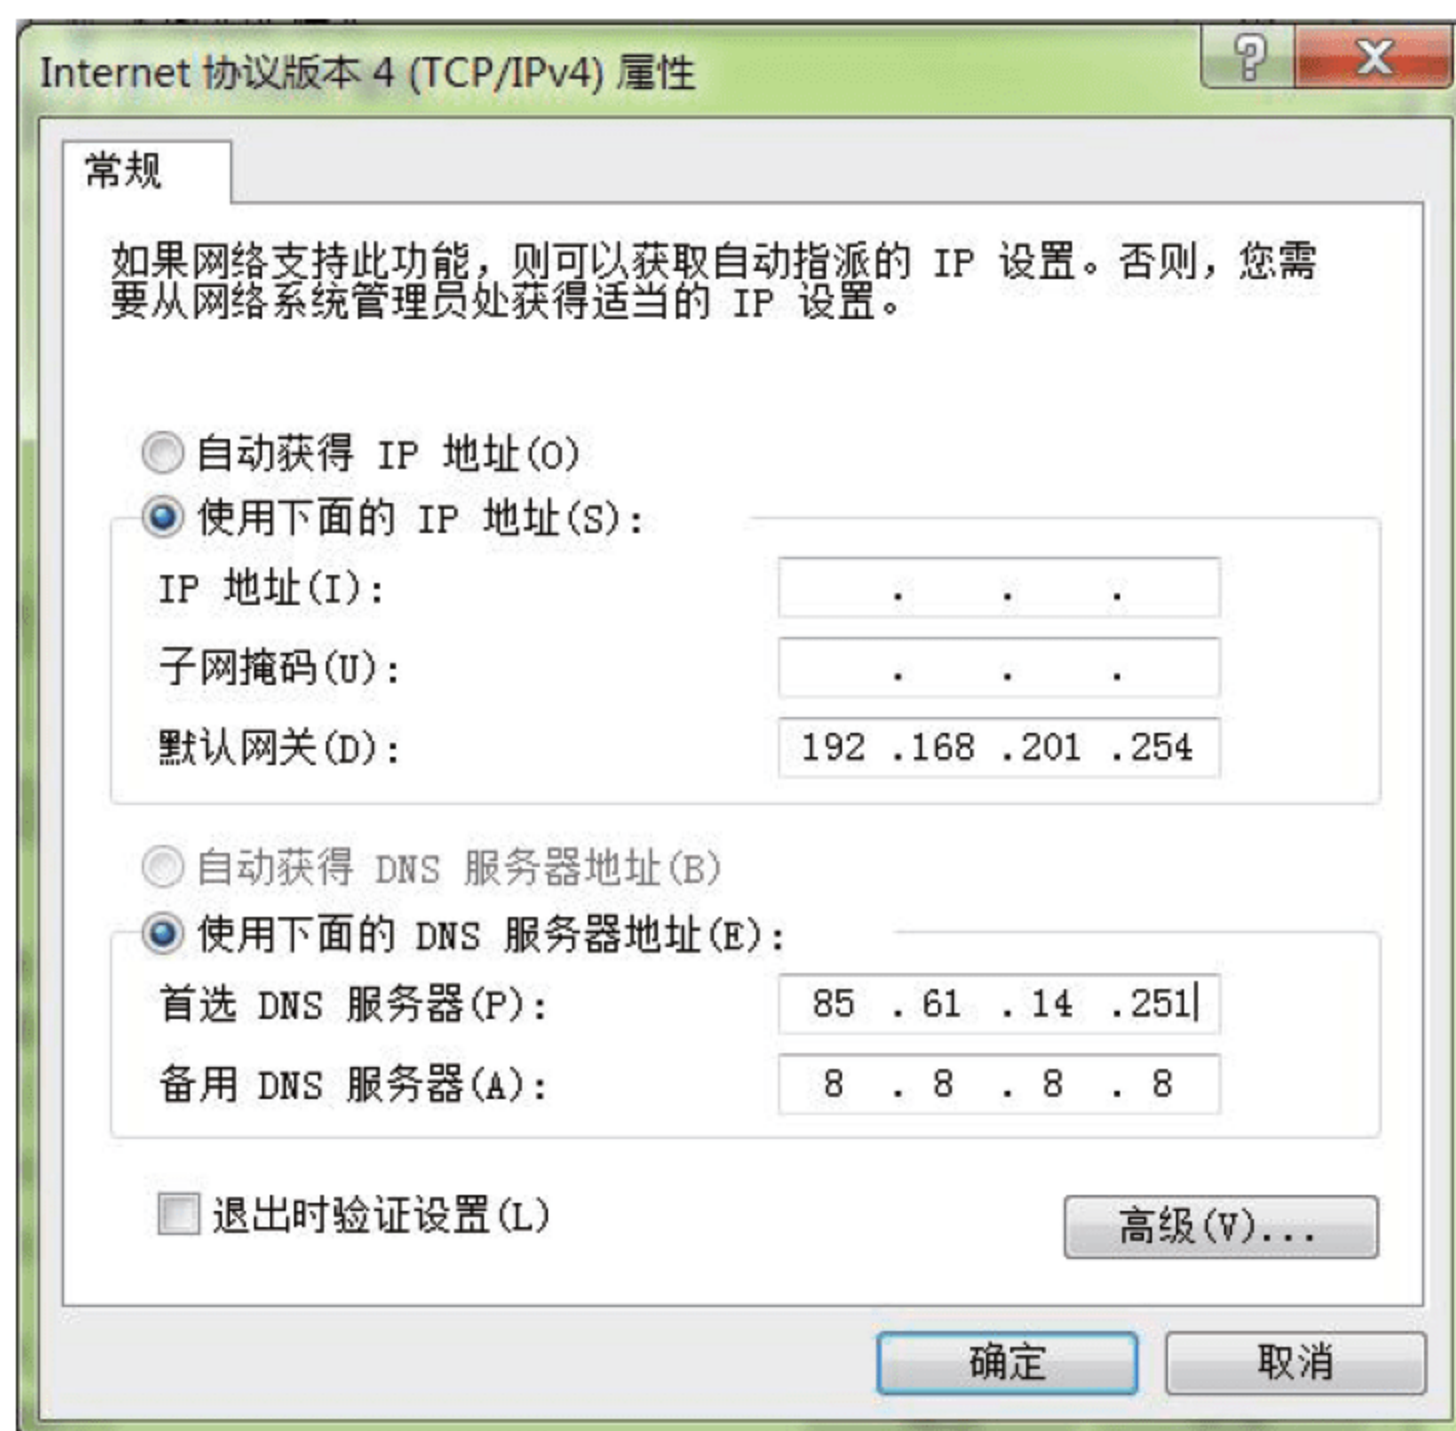 Internet 协议版本 4 (TCP/IPv4) 属性
常规
如果网络支持此功能，则可以获取自动指派的 IP 设置。否则，您需
要从网络系统管理员处获得适当的 IP 设置。
自动获得 IP 地址(O)
使用下面的 IP 地址(S):
IP 地址(I): . . .
子网掩码(U): . . .
默认网关(D): 192 .168 .201 .254
自动获得 DNS 服务器地址(B)
使用下面的 DNS 服务器地址(E):
首选 DNS 服务器(P): 85 . 61 . 14 .251
备用 DNS 服务器(A): 8 . 8 . 8 . 8
退出时验证设置(L)
高级(V)...
确定 取消